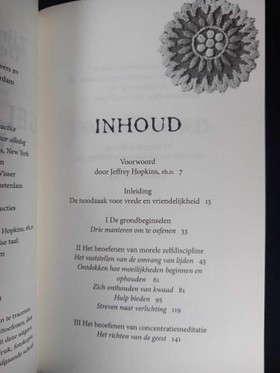 INHOUD
Voorwoord
door Jeffrey Hopkins, PH.D. 7
Inleiding
De noodzaak voor vrede en vriendelijkheid 13
I De grondbeginselen
Drie manieren om te oefenen 33
II Het beoefenen van morele zelfdiscipline
Het vaststellen van de omvang van lijden 43
Ontdekken hoe moeilijkheden beginnen en
ophouden 61
Zich onthouden van kwaad 81
Hulp bieden 95
Streven naar verlichting 119
III Het beoefenen van concentratiemeditatie
Het richten van de geest 141